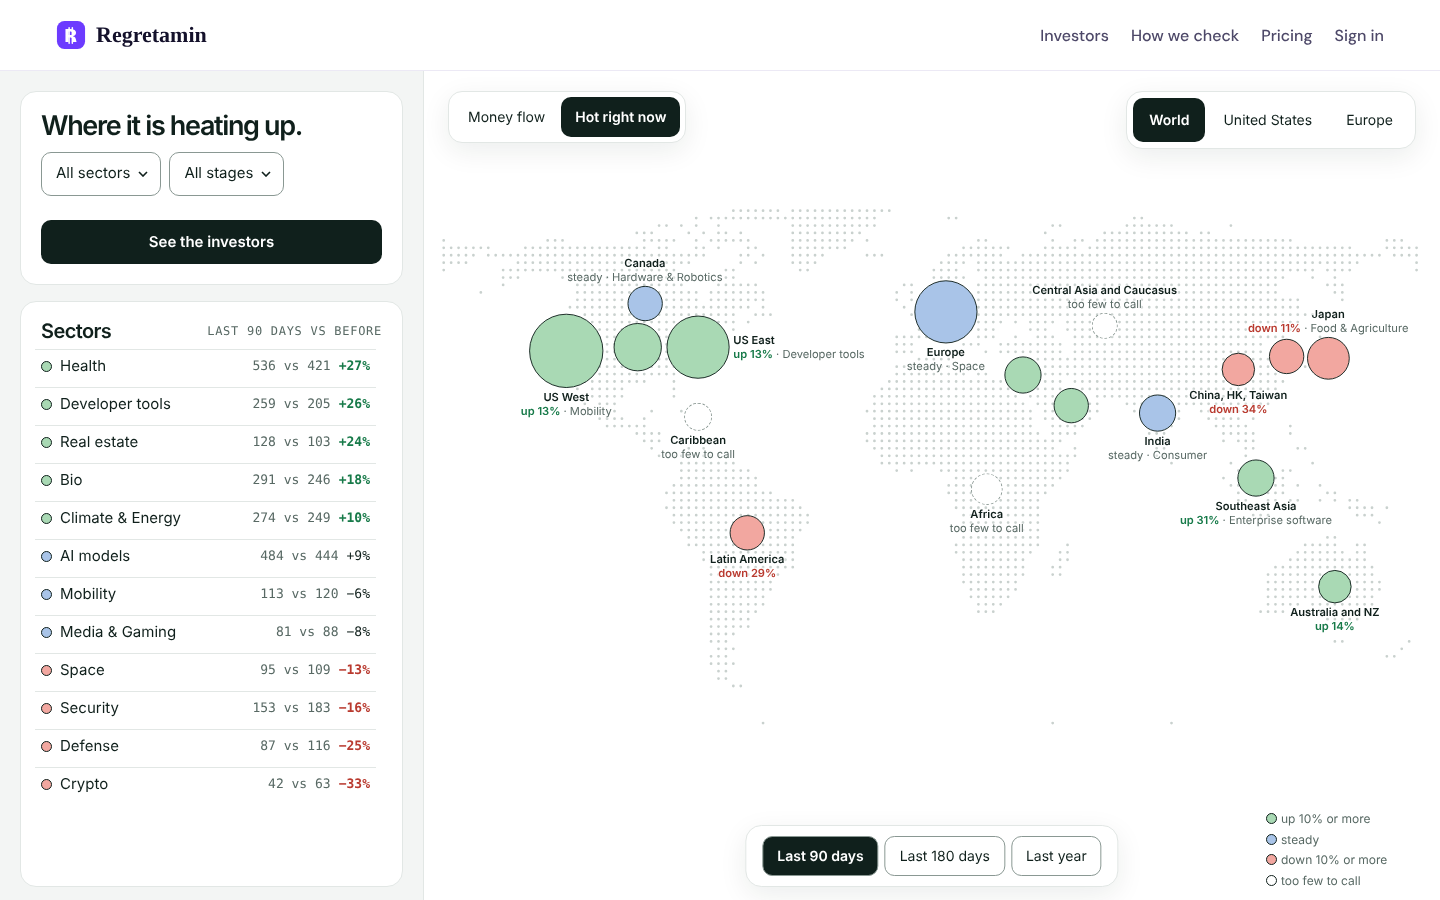 Regretamin
Investors
How we check
Pricing
Sign in
Where it is heating up.
All sectors
All stages
See the investors
Sectors
LAST 90 DAYS VS BEFORE
Health 536 vs 421 +27%
Developer tools 259 vs 205 +26%
Real estate 128 vs 103 +24%
Bio 291 vs 246 +18%
Climate & Energy 274 vs 249 +10%
AI models 484 vs 444 +9%
Mobility 113 vs 120 −6%
Media & Gaming 81 vs 88 −8%
Space 95 vs 109 −13%
Security 153 vs 183 −16%
Defense 87 vs 116 −25%
Crypto 42 vs 63 −33%
Money flow
Hot right now
World
United States
Europe
Canada
steady · Hardware & Robotics
US East
up 13% · Developer tools
US West
up 13% · Mobility
Caribbean
too few to call
Latin America
down 29%
Europe
steady · Space
Central Asia and Caucasus
too few to call
Japan
down 11% · Food & Agriculture
China, HK, Taiwan
down 34%
India
steady · Consumer
Southeast Asia
up 31% · Enterprise software
Africa
too few to call
Australia and NZ
up 14%
Last 90 days
Last 180 days
Last year
up 10% or more
steady
down 10% or more
too few to call